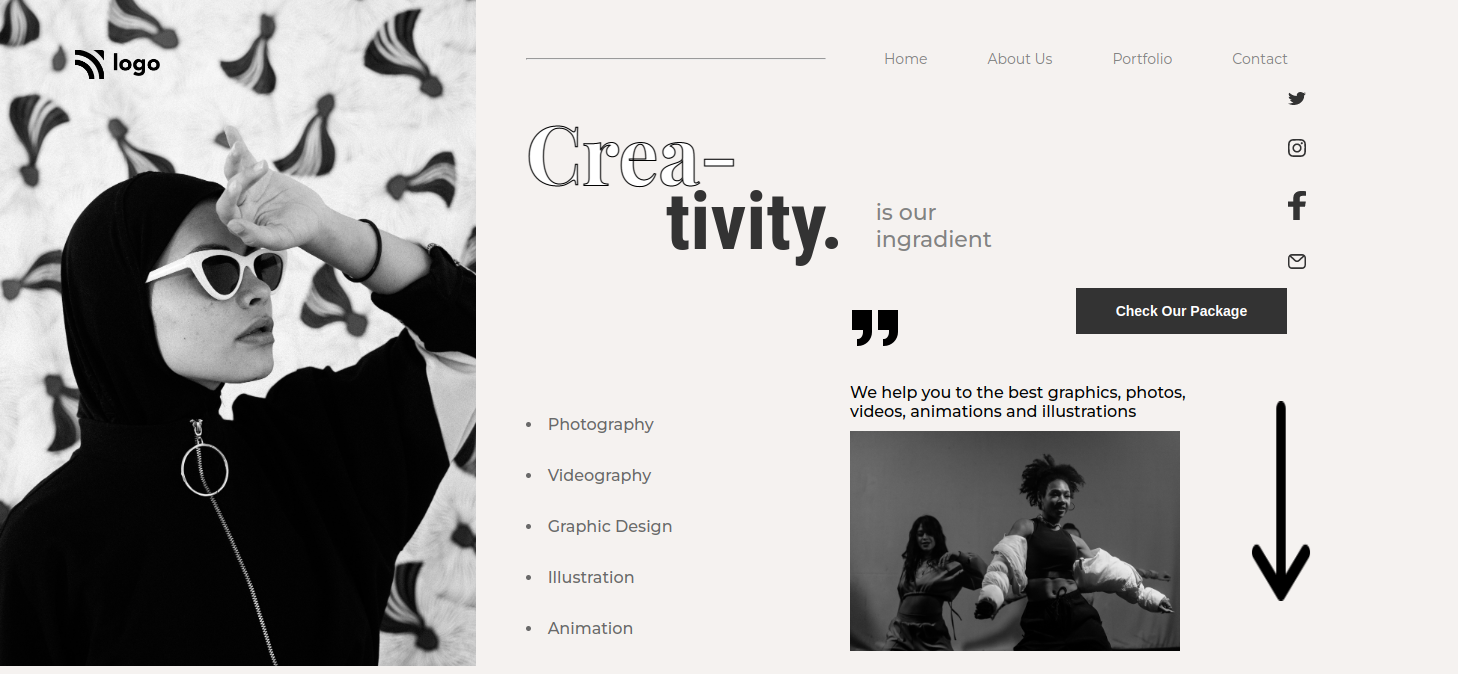 logo
Home About Us Portfolio Contact
Crea-
tivity.
is our
ingradient
Check Our Package
We help you to the best graphics, photos,
videos, animations and illustrations
Photography
Videography
Graphic Design
Illustration
Animation